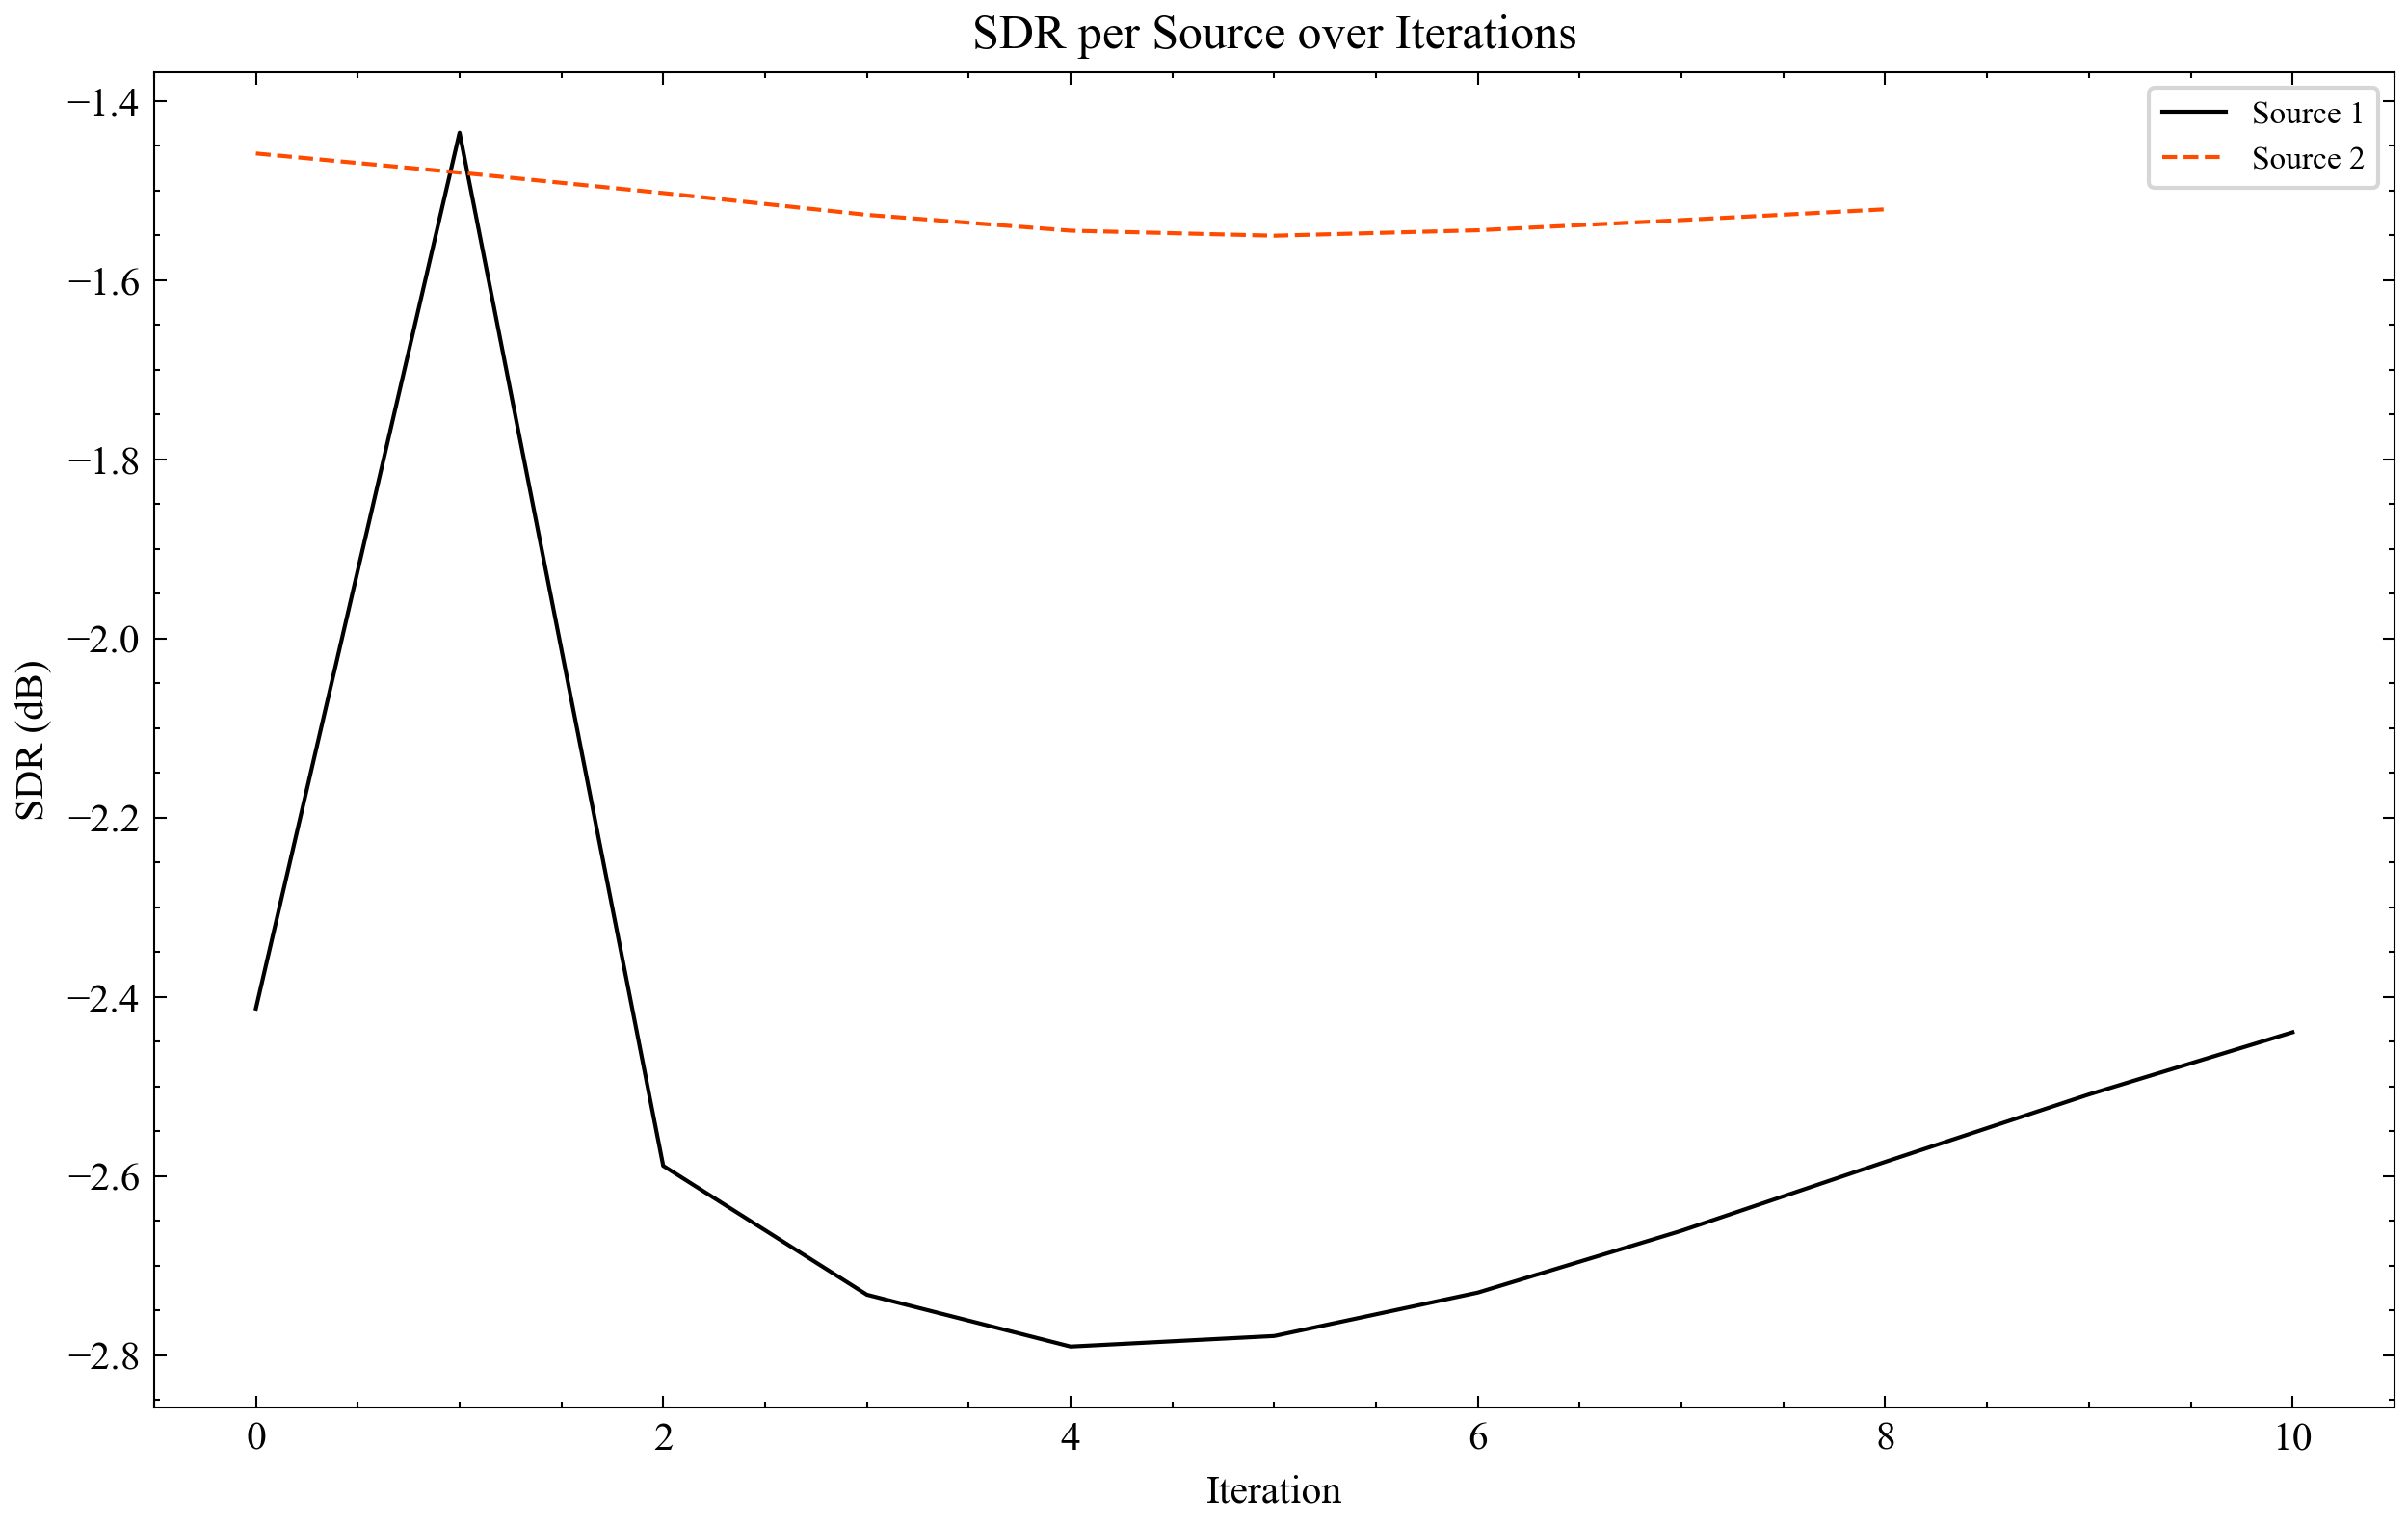 SDR per Source over Iterations
Source 1
Source 2
−1.4
−1.6
−1.8
−2.0
−2.2
−2.4
−2.6
−2.8
SDR (dB)
0 2 4 6 8 10
Iteration